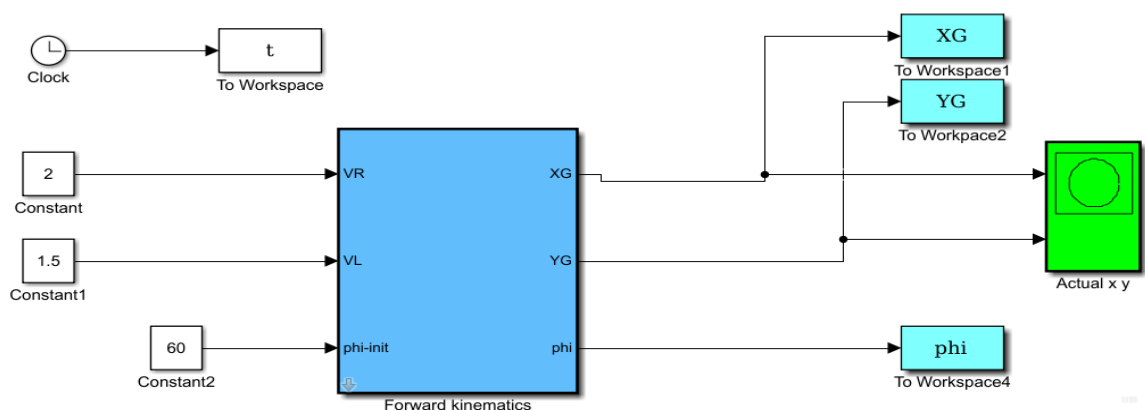 t
Clock
To Workspace
XG
To Workspace1
YG
To Workpace2
2
Constant
VR
XG
1.5
Constant1
VL
YG
Actual x y
60
Constant2
phi-init
phi
phi
To Workspace4
Forward kinematics